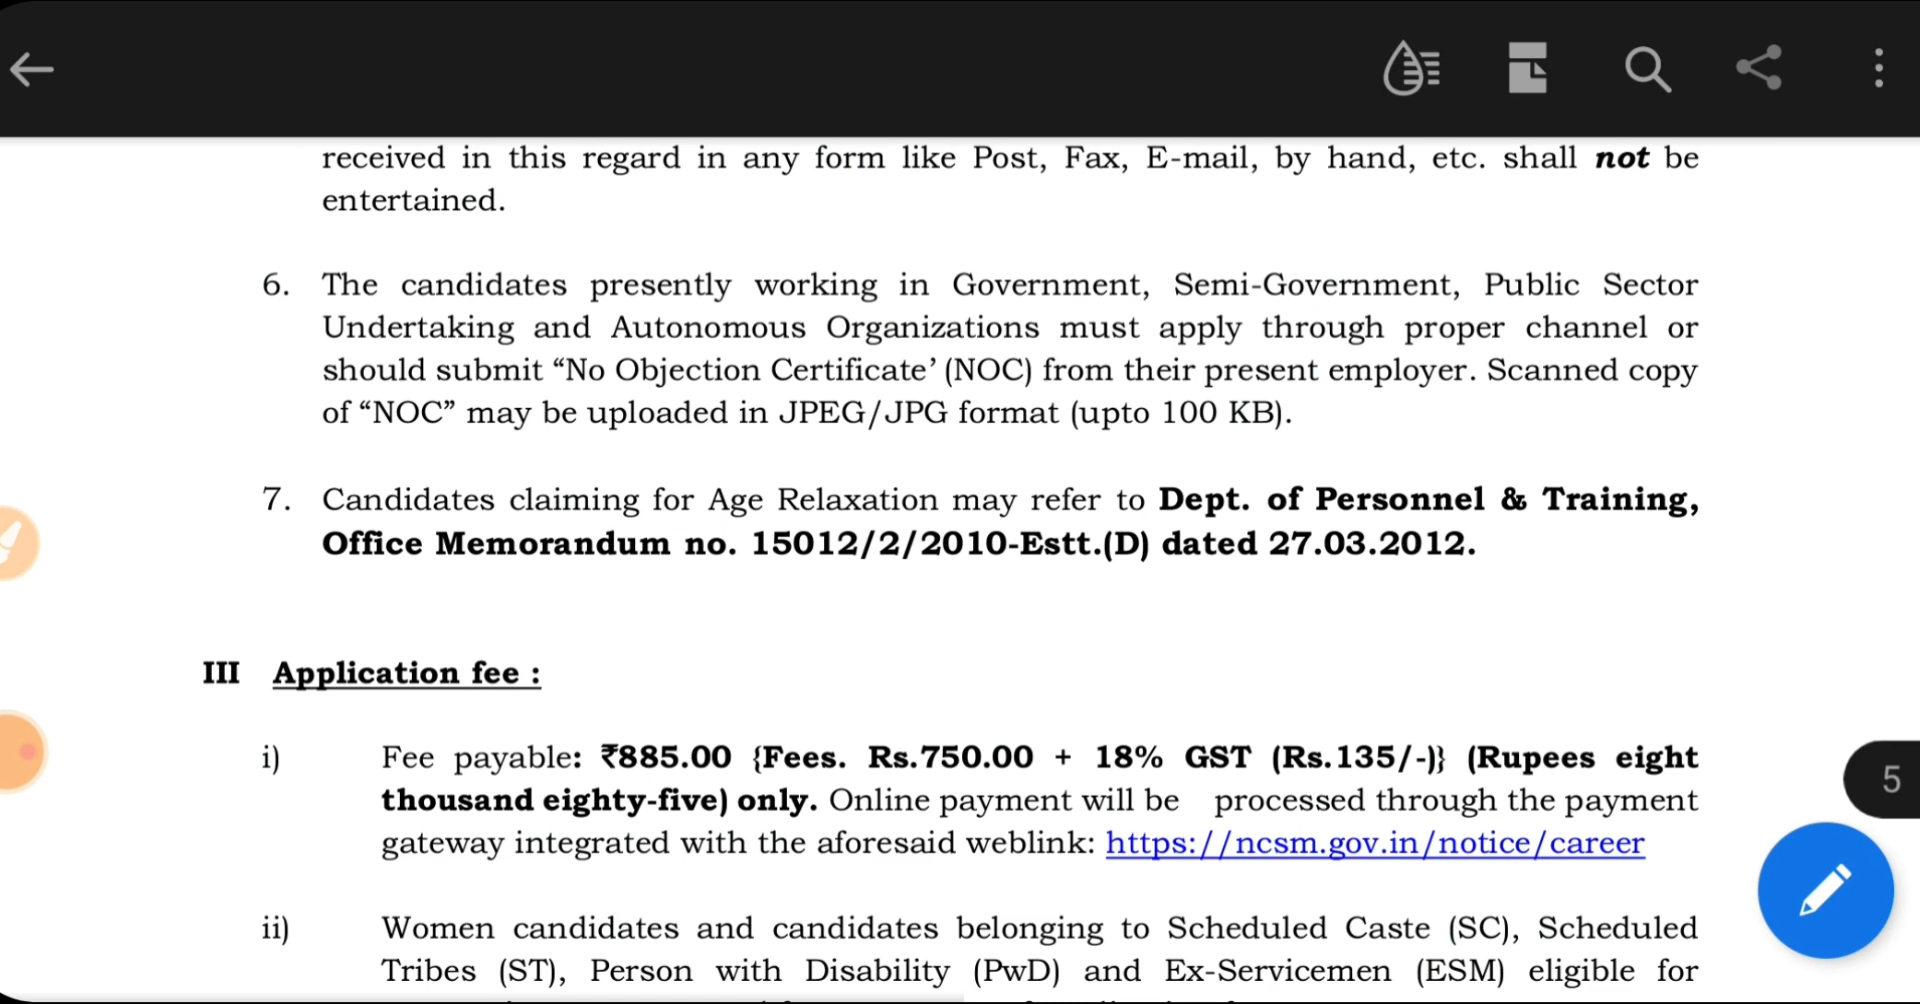 received in this regard in any form like Post, Fax, E-mail, by hand, etc. shall not be
entertained.
6. The candidates presently working in Government, Semi-Government, Public Sector
Undertaking and Autonomous Organizations must apply through proper channel or
should submit “No Objection Certificate’ (NOC) from their present employer. Scanned copy
of “NOC” may be uploaded in JPEG/JPG format (upto 100 KB).
7. Candidates claiming for Age Relaxation may refer to Dept. of Personnel & Training,
Office Memorandum no. 15012/2/2010-Estt.(D) dated 27.03.2012.
III Application fee :
i) Fee payable: ₹885.00 {Fees. Rs.750.00 + 18% GST (Rs.135/-)} (Rupees eight
thousand eighty-five) only. Online payment will be processed through the payment
gateway integrated with the aforesaid weblink: https://ncsm.gov.in/notice/career
5
ii) Women candidates and candidates belonging to Scheduled Caste (SC), Scheduled
Tribes (ST), Person with Disability (PwD) and Ex-Servicemen (ESM) eligible for